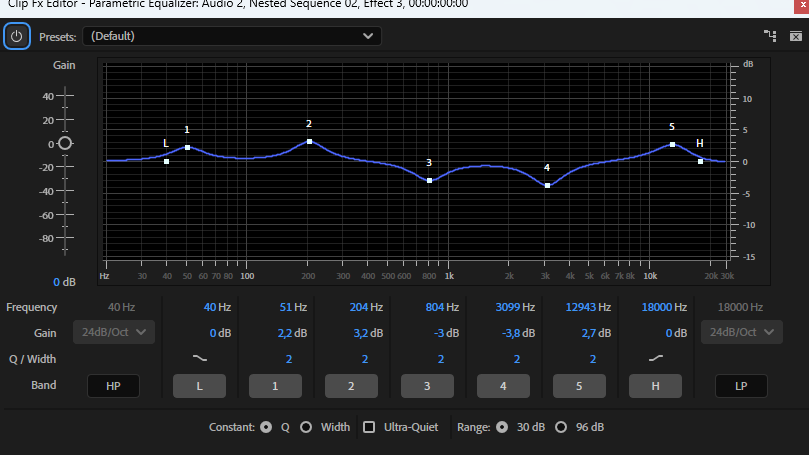 Clip Fx Editor - Parametric Equalizer: Audio 2, Nested Sequence 02, Effect 3, 00:00:00:00
Presets: (Default)
Gain
40
20
0
-20
-40
-60
-80
0 dB
dB
10
5
0
-5
-10
-15
L 1 2 3 4 5 H
Hz 30 40 50 60 70 80 100 200 300 400 500 600 800 1k 2k 3k 4k 5k 6k 7k 8k 10k 20k 30k
Frequency 40 Hz 40 Hz 51 Hz 204 Hz 804 Hz 3099 Hz 12943 Hz 18000 Hz 18000 Hz
Gain 24dB/Oct 0 dB 2,2 dB 3,2 dB -3 dB -3,8 dB 2,7 dB 0 dB 24dB/Oct
Q / Width 2 2 2 2 2
Band HP L 1 2 3 4 5 H LP
Constant: Q Width Ultra-Quiet Range: 30 dB 96 dB